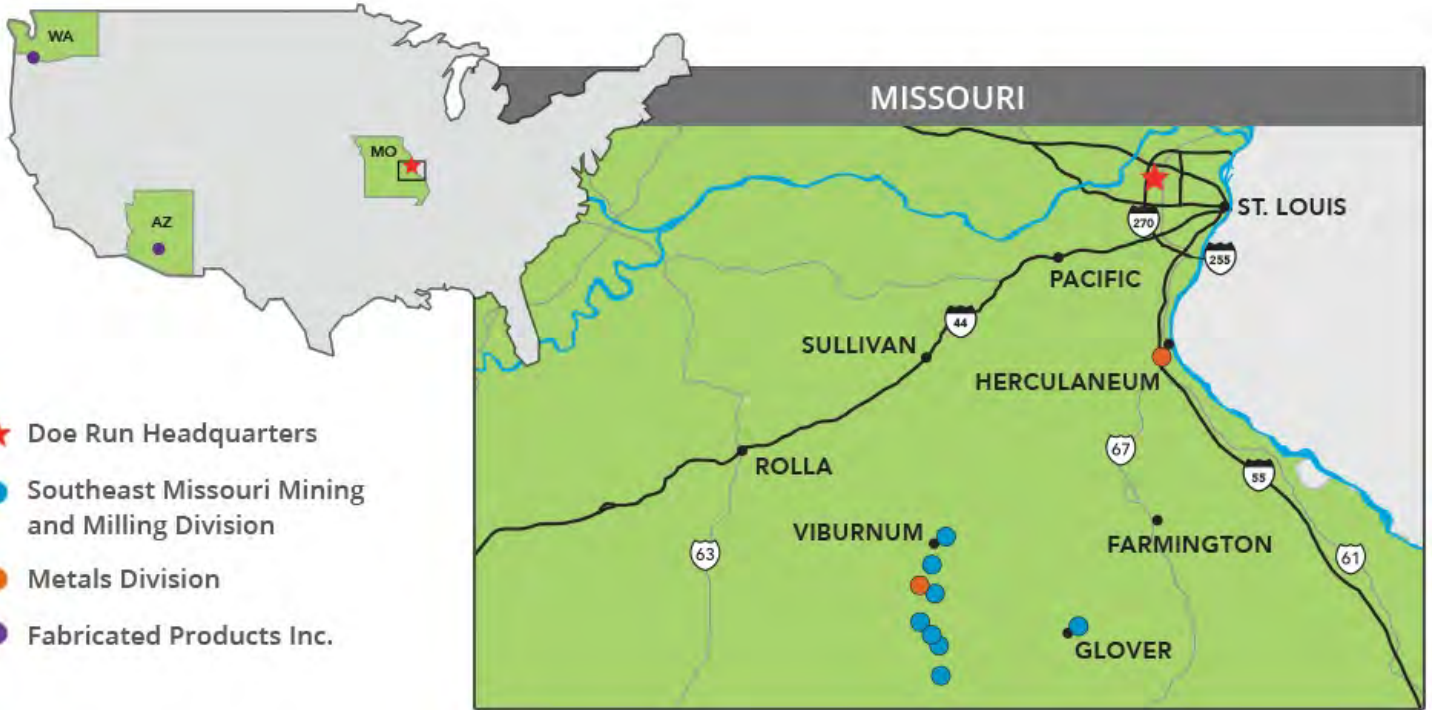 WA
MO
AZ
MISSOURI
270
ST. LOUIS
255
PACIFIC
44
SULLIVAN
HERCULANEUM
67
ROLLA
55
VIBURNUM
FARMINGTON
63
61
GLOVER
Doe Run Headquarters
Southeast Missouri Mining
and Milling Division
Metals Division
Fabricated Products Inc.